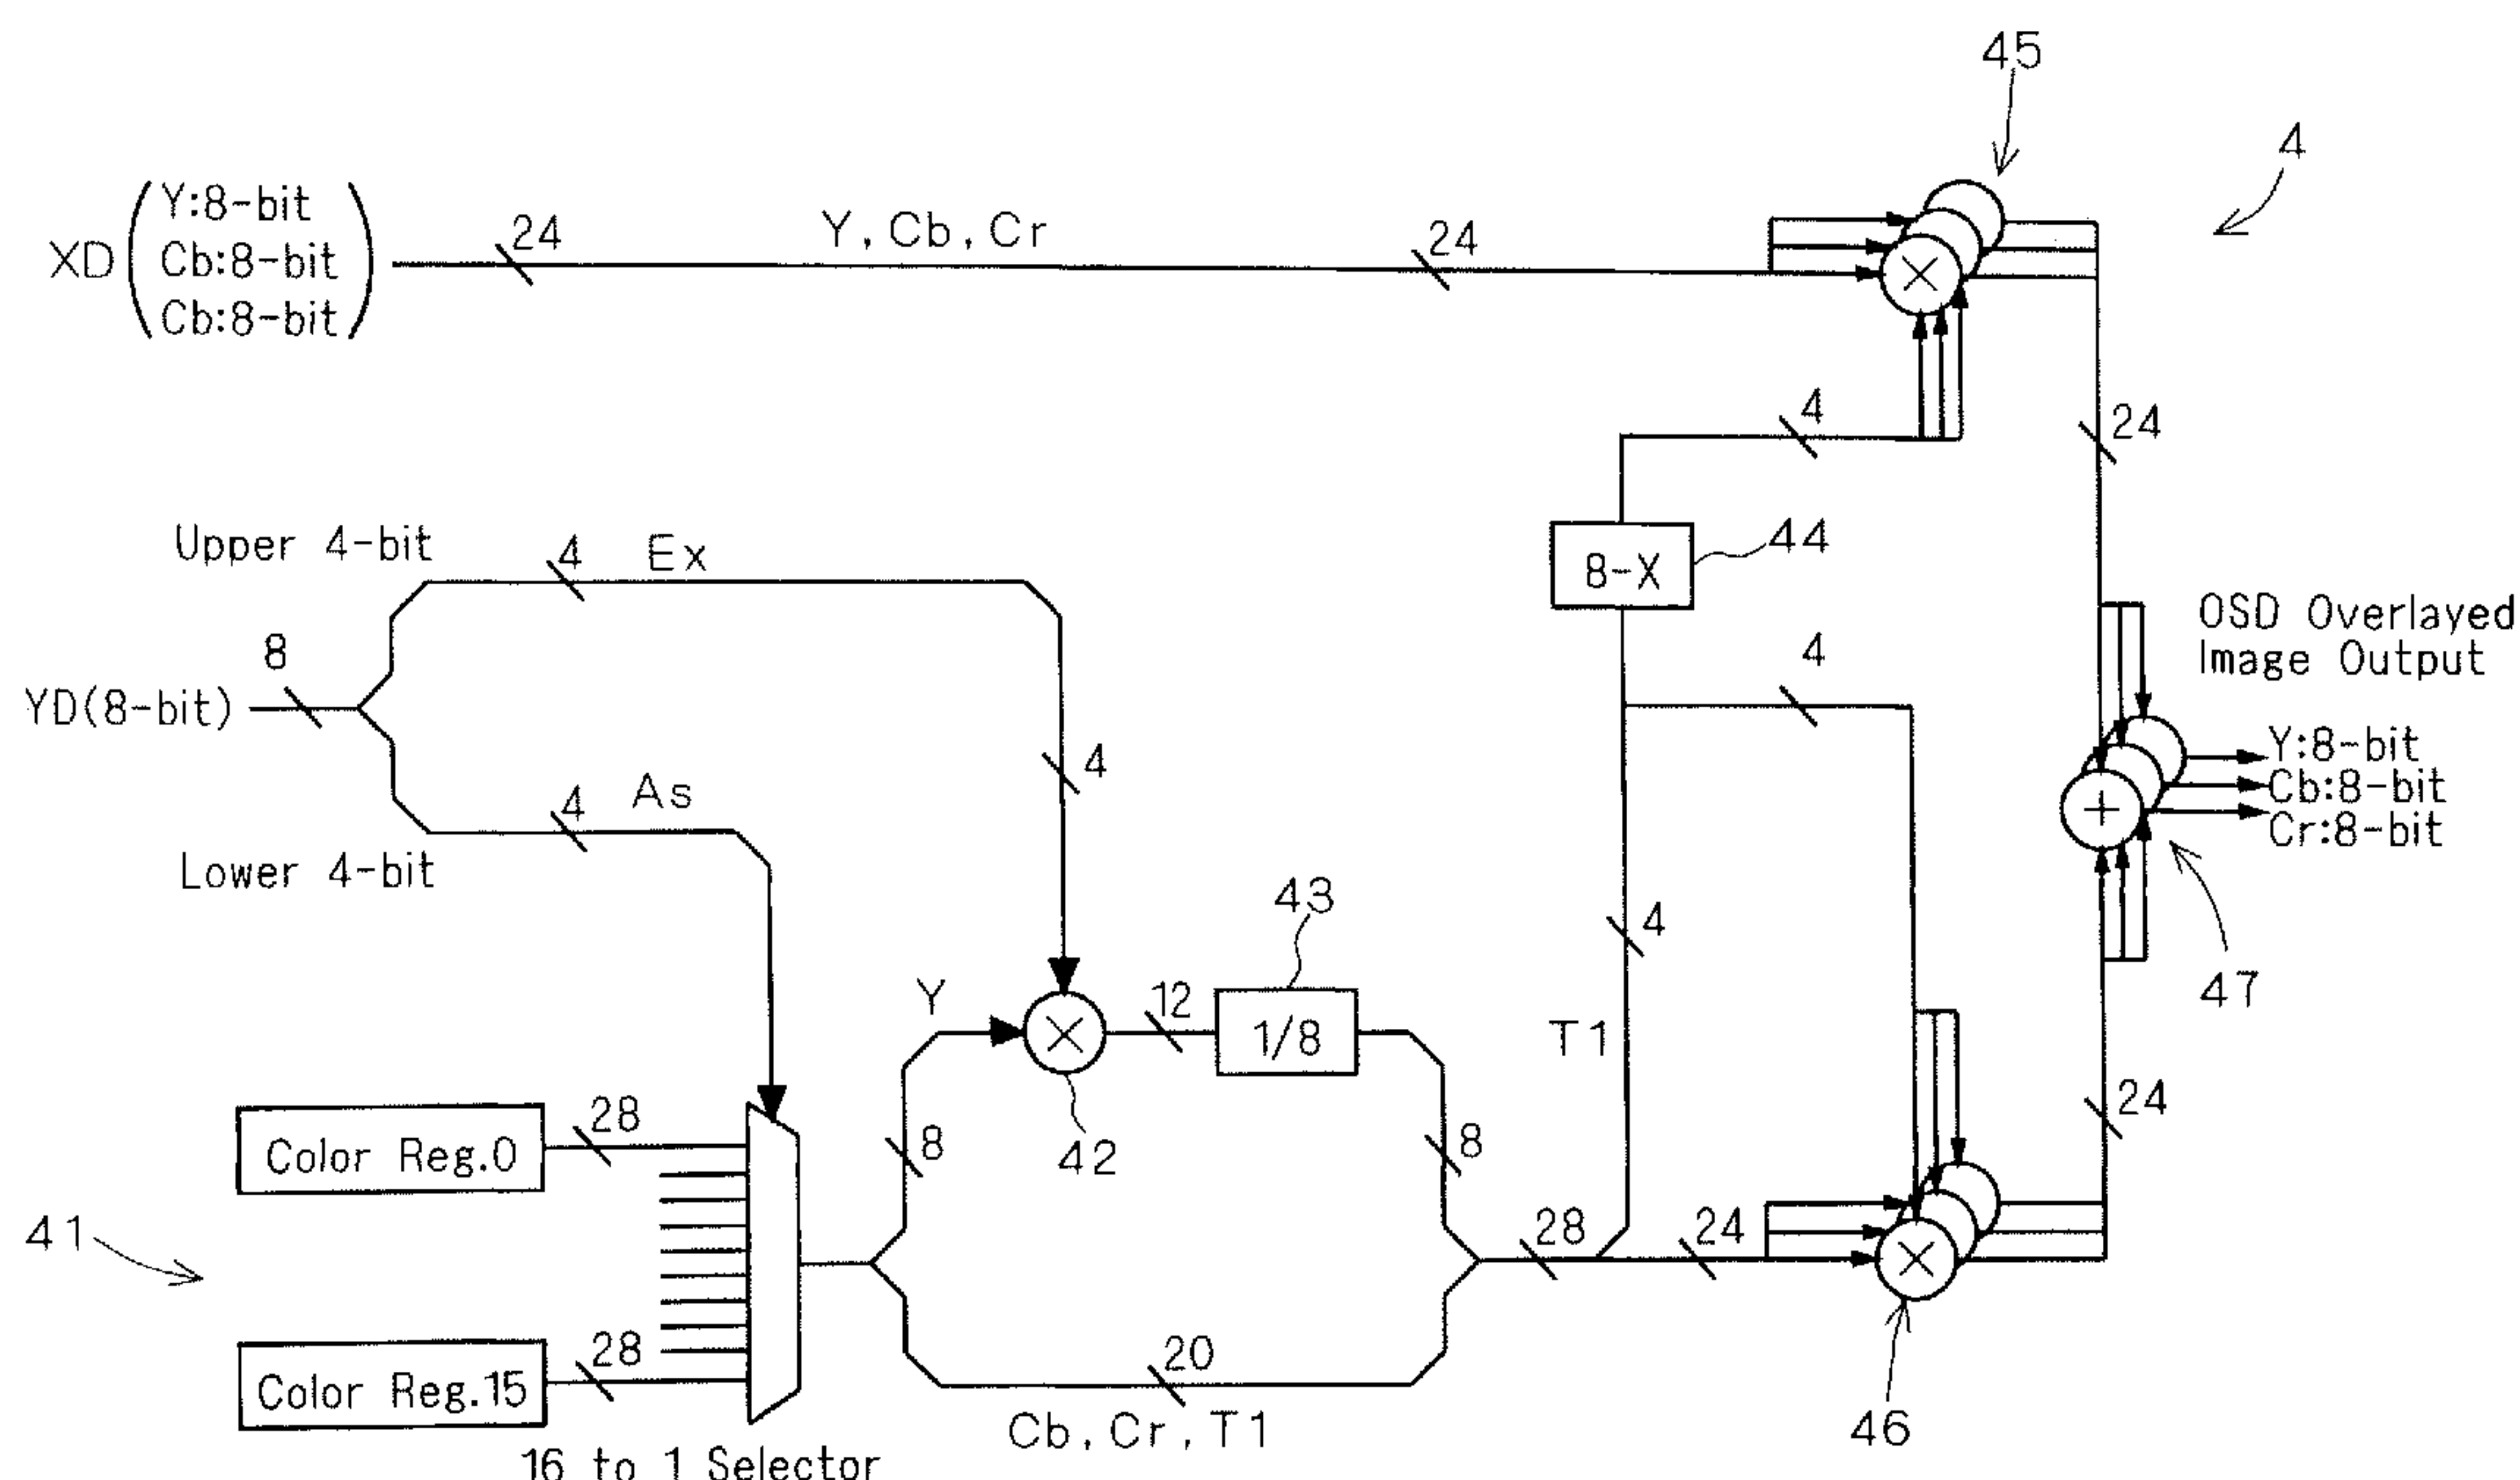 45
4
XD
Y:8-bit
Cb:8-bit
Cb:8-bit
24
Y, Cb, Cr
24
4
24
Upper 4-bit
4
Ex
8-X
44
OSD Overlayed
Image Output
8
YD(8-bit)
4
4
Y:8-bit
Cb:8-bit
Cr:8-bit
4
As
Lower 4-bit
43
4
47
Y
12
1/8
T1
42
8
8
Color Reg.0
28
24
41
28
24
Color Reg.15
28
20
Cb, Cr, T1
46
16 to 1 Selector